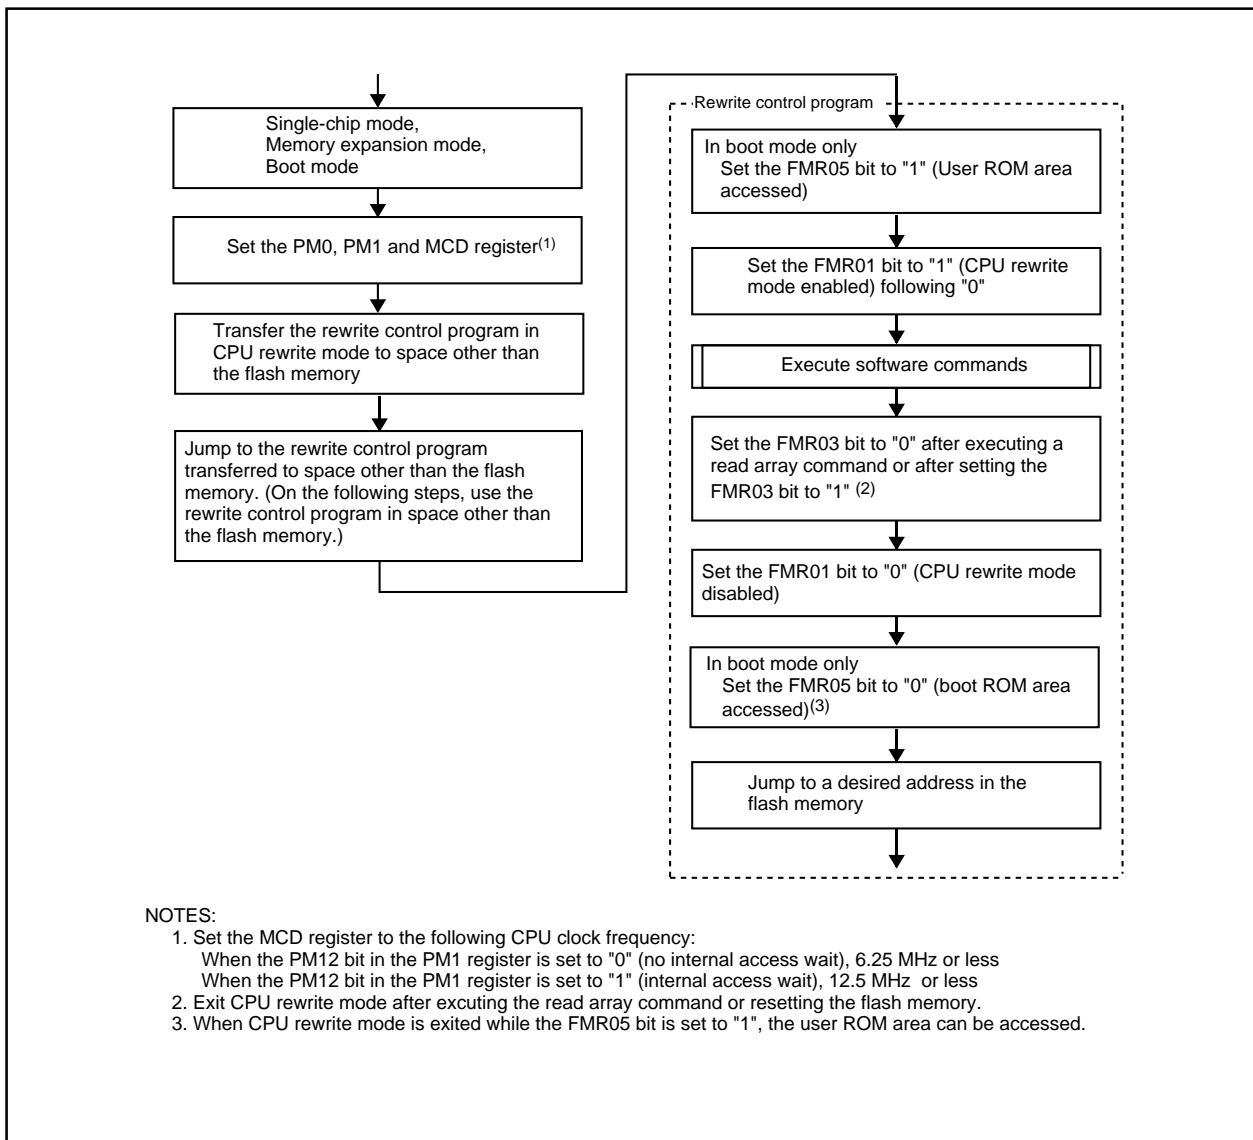 Single-chip mode,
Memory expansion mode,
Boot mode
Set the PM0, PM1 and MCD register(1)
Transfer the rewrite control program in
CPU rewrite mode to space other than
the flash memory
Jump to the rewrite control program
transferred to space other than the flash
memory. (On the following steps, use the
rewrite control program in space other than
the flash memory.)
Rewrite control program
In boot mode only
Set the FMR05 bit to "1" (User ROM area
accessed)
Set the FMR01 bit to "1" (CPU rewrite
mode enabled) following "0"
Execute software commands
Set the FMR03 bit to "0" after executing a
read array command or after setting the
FMR03 bit to "1" (2)
Set the FMR01 bit to "0" (CPU rewrite mode
disabled)
In boot mode only
Set the FMR05 bit to "0" (boot ROM area
accessed)(3)
Jump to a desired address in the
flash memory
NOTES:
1. Set the MCD register to the following CPU clock frequency:
When the PM12 bit in the PM1 register is set to "0" (no internal access wait), 6.25 MHz or less
When the PM12 bit in the PM1 register is set to "1" (internal access wait), 12.5 MHz or less
2. Exit CPU rewrite mode after excuting the read array command or resetting the flash memory.
3. When CPU rewrite mode is exited while the FMR05 bit is set to "1", the user ROM area can be accessed.